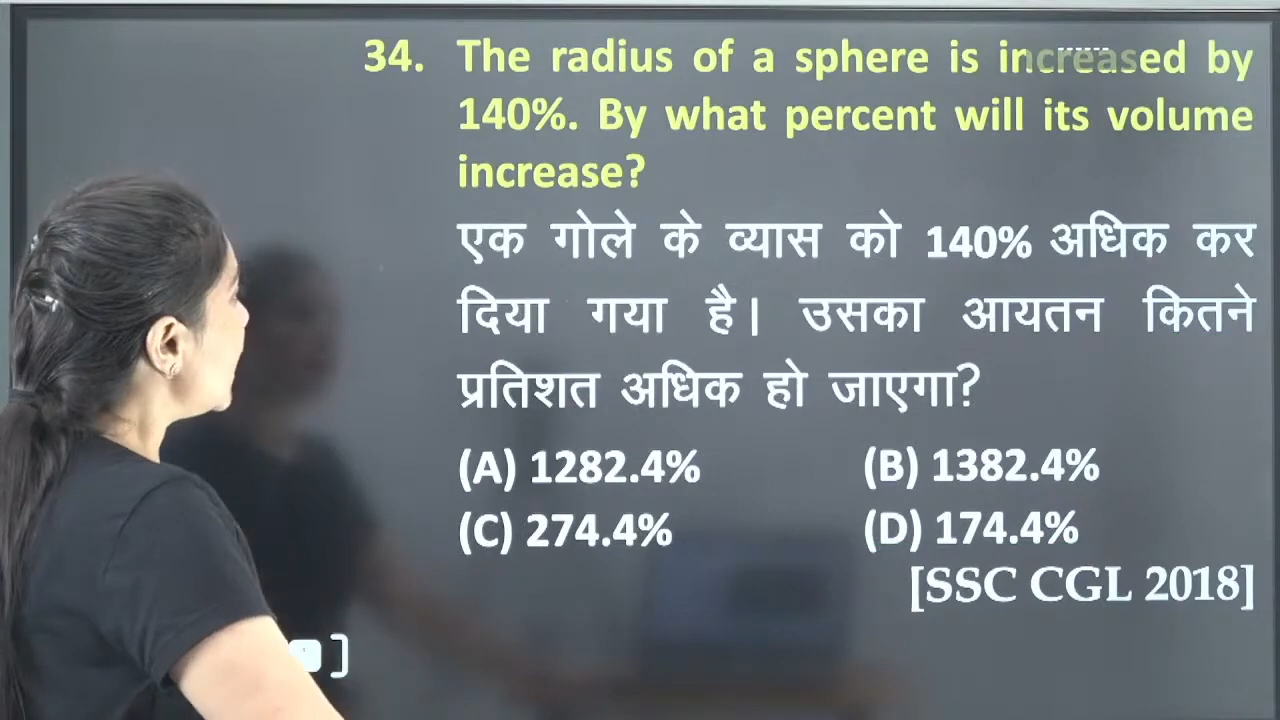 34. The radius of a sphere is increased by
140%. By what percent will its volume
increase?
एक गोले के व्यास को 140% अधिक कर
दिया गया है। उसका आयतन कितने
प्रतिशत अधिक हो जाएगा?
(A) 1282.4% (B) 1382.4%
(C) 274.4% (D) 174.4%
[SSC CGL 2018]
]